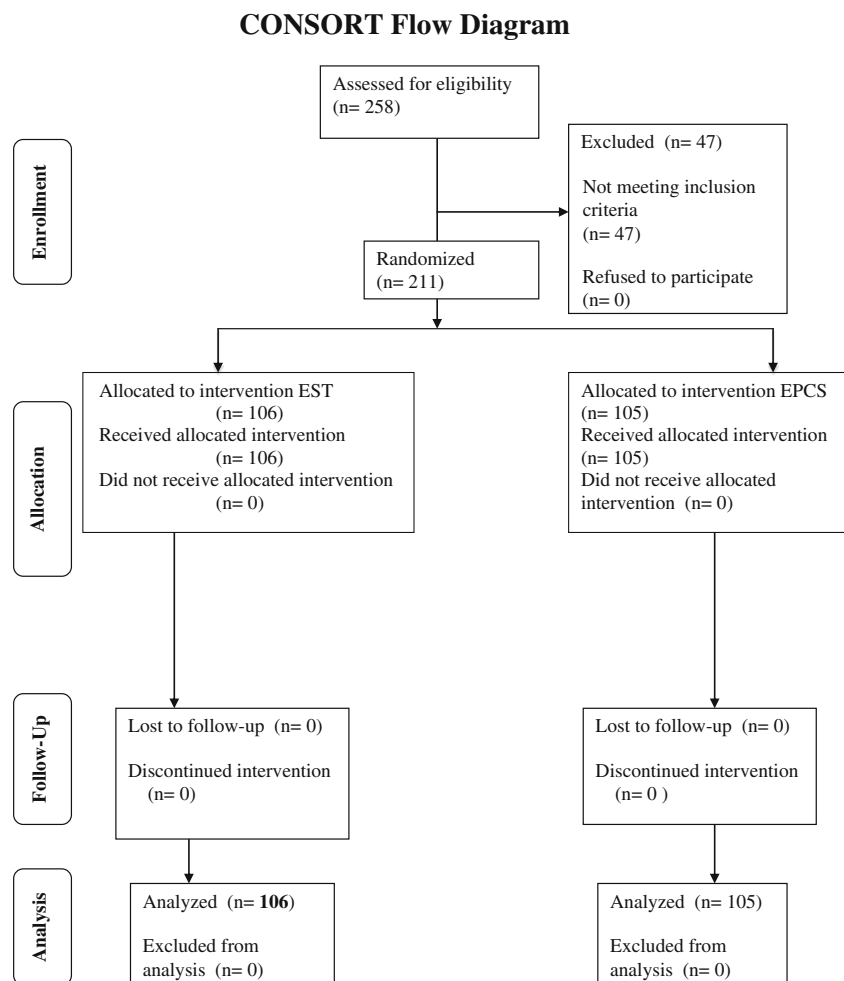 CONSORT Flow Diagram
Assessed for eligibility
(n= 258)
Enrollment
Excluded (n= 47)
Not meeting inclusion
criteria
(n= 47)
Refused to participate
(n= 0)
Randomized
(n= 211)
Allocation
Allocated to intervention EST
(n= 106)
Received allocated intervention
(n= 106)
Did not receive allocated intervention
(n= 0)
Allocated to intervention EPCS
(n= 105)
Received allocated intervention
(n= 105)
Did not receive allocated
intervention (n= 0)
Follow-Up
Lost to follow-up (n= 0)
Discontinued intervention
(n= 0)
Lost to follow-up (n= 0)
Discontinued intervention
(n= 0 )
Analysis
Analyzed (n= 106)
Excluded from
analysis (n= 0)
Analyzed (n= 105)
Excluded from
analysis (n= 0)